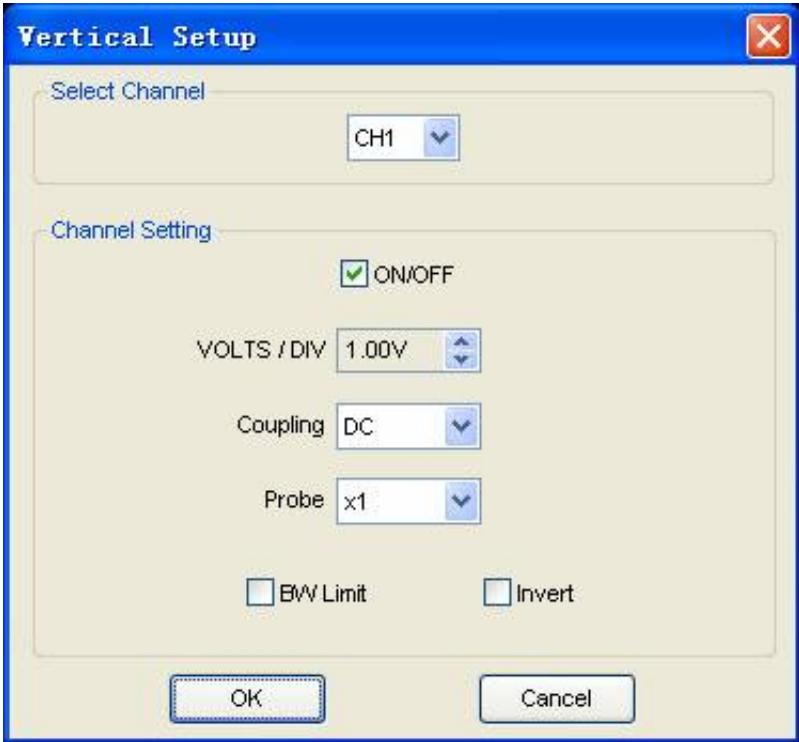 Vertical Setup
Select Channel
CH1
Channel Setting
ON/OFF
VOLTS / DIV 1.00V
Coupling DC
Probe x1
BW Limit Invert
OK Cancel